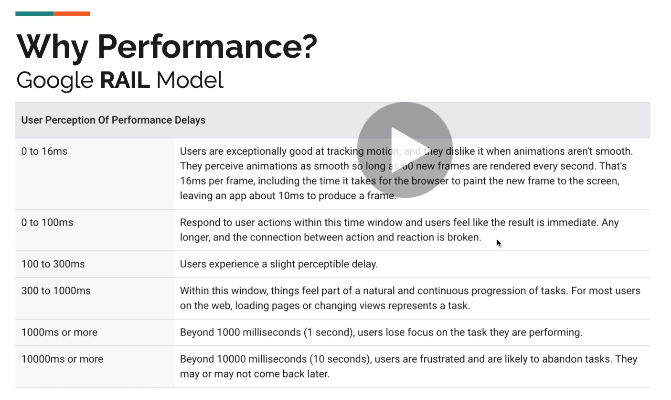 Why Performance?
Google RAIL Model
User Perception Of Performance Delays
0 to 16ms
Users are exceptionally good at tracking motion, and they dislike it when animations aren't smooth.
They perceive animations as smooth so long as 60 new frames are rendered every second. That's
16ms per frame, including the time it takes for the browser to paint the new frame to the screen,
leaving an app about 10ms to produce a frame.
0 to 100ms
Respond to user actions within this time window and users feel like the result is immediate. Any
longer, and the connection between action and reaction is broken.
100 to 300ms
Users experience a slight perceptible delay.
300 to 1000ms
Within this window, things feel part of a natural and continuous progression of tasks. For most users
on the web, loading pages or changing views represents a task.
1000ms or more
Beyond 1000 milliseconds (1 second), users lose focus on the task they are performing.
10000ms or more
Beyond 10000 milliseconds (10 seconds), users are frustrated and are likely to abandon tasks. They
may or may not come back later.